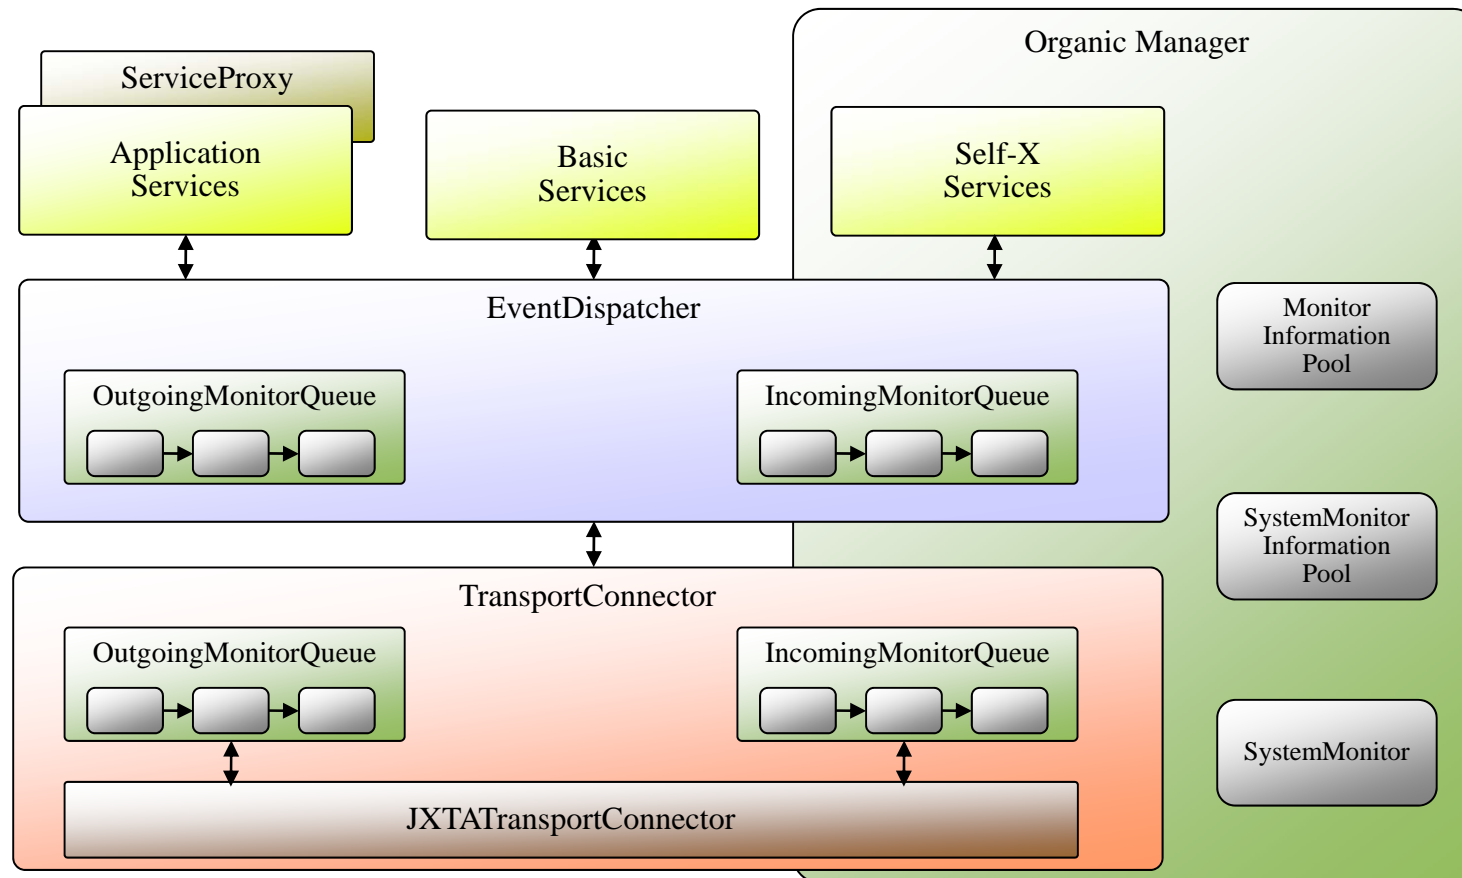 Organic Manager
ServiceProxy
Application
Services
Basic
Services
Self-X
Services
EventDispatcher
OutgoingMonitorQueue
IncomingMonitorQueue
Monitor
Information
Pool
SystemMonitor
Information
Pool
TransportConnector
OutgoingMonitorQueue
IncomingMonitorQueue
SystemMonitor
JXTATransportConnector